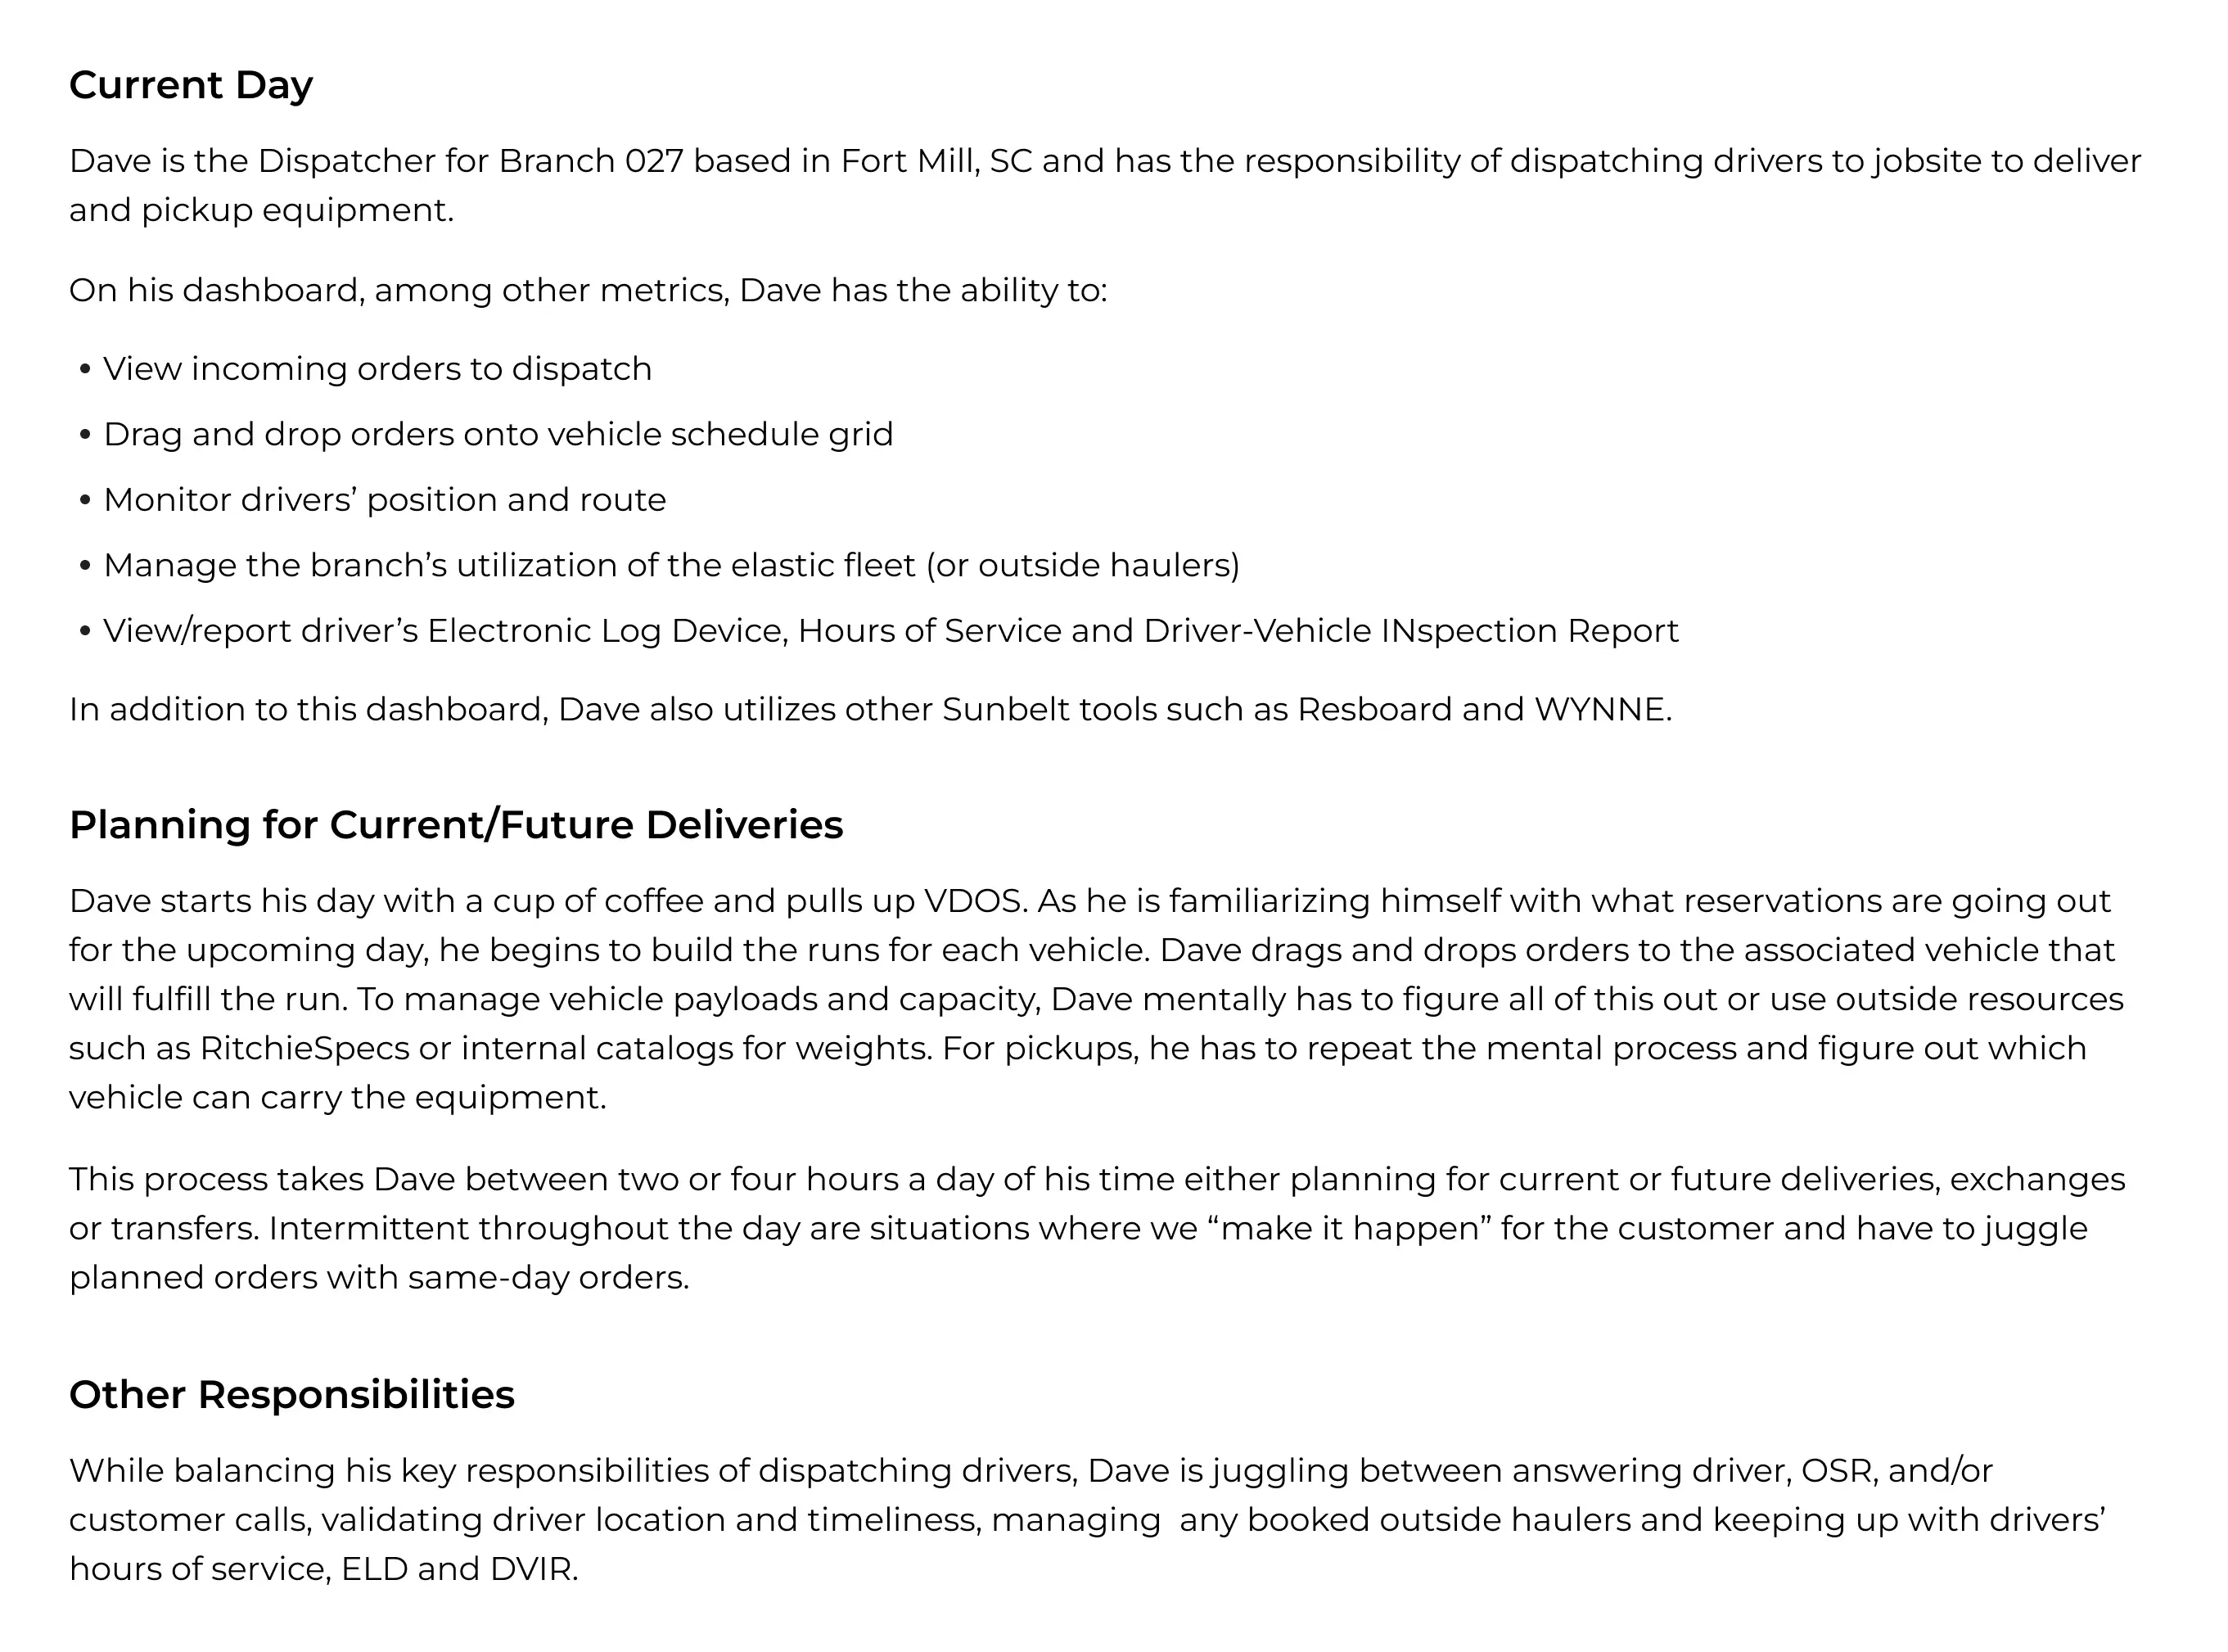 Current Day
Dave is the Dispatcher for Branch 027 based in Fort Mill, SC and has the responsibility of dispatching drivers to jobsite to deliver
and pickup equipment.
On his dashboard, among other metrics, Dave has the ability to:
• View incoming orders to dispatch
• Drag and drop orders onto vehicle schedule grid
• Monitor drivers’ position and route
• Manage the branch’s utilization of the elastic fleet (or outside haulers)
• View/report driver’s Electronic Log Device, Hours of Service and Driver-Vehicle INspection Report
In addition to this dashboard, Dave also utilizes other Sunbelt tools such as Resboard and WYNNE.
Planning for Current/Future Deliveries
Dave starts his day with a cup of coffee and pulls up VDOS. As he is familiarizing himself with what reservations are going out
for the upcoming day, he begins to build the runs for each vehicle. Dave drags and drops orders to the associated vehicle that
will fulfill the run. To manage vehicle payloads and capacity, Dave mentally has to figure all of this out or use outside resources
such as RitchieSpecs or internal catalogs for weights. For pickups, he has to repeat the mental process and figure out which
vehicle can carry the equipment.
This process takes Dave between two or four hours a day of his time either planning for current or future deliveries, exchanges
or transfers. Intermittent throughout the day are situations where we “make it happen” for the customer and have to juggle
planned orders with same-day orders.
Other Responsibilities
While balancing his key responsibilities of dispatching drivers, Dave is juggling between answering driver, OSR, and/or
customer calls, validating driver location and timeliness, managing  any booked outside haulers and keeping up with drivers’
hours of service, ELD and DVIR.